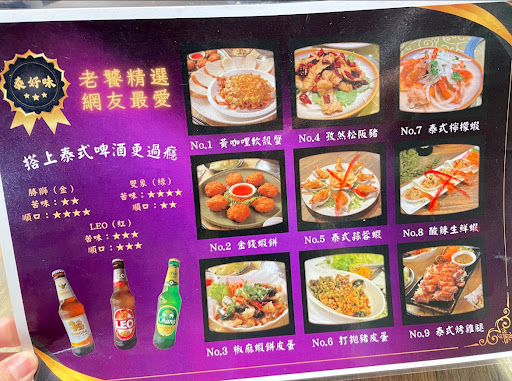 泰好味
老饕精選
網友最愛
搭上泰式啤酒更過癮
勝獅(金)
苦味:★★
順口:★★★★
雙象(綠)
苦味:★★★★
順口:★★
LEO(紅)
苦味:★★★
順口:★★★
LEO
Chang
No.1 黃咖哩軟殼蟹
No.4 孜然松阪豬
No.7 泰式檸檬蝦
No.2 金錢蝦餅
No.5 泰式蒜蓉蝦
No.8 酸辣生鮮蝦
No.3 椒麻蝦餅皮蛋
No.6 打拋豬皮蛋
No.9 泰式烤雞腿